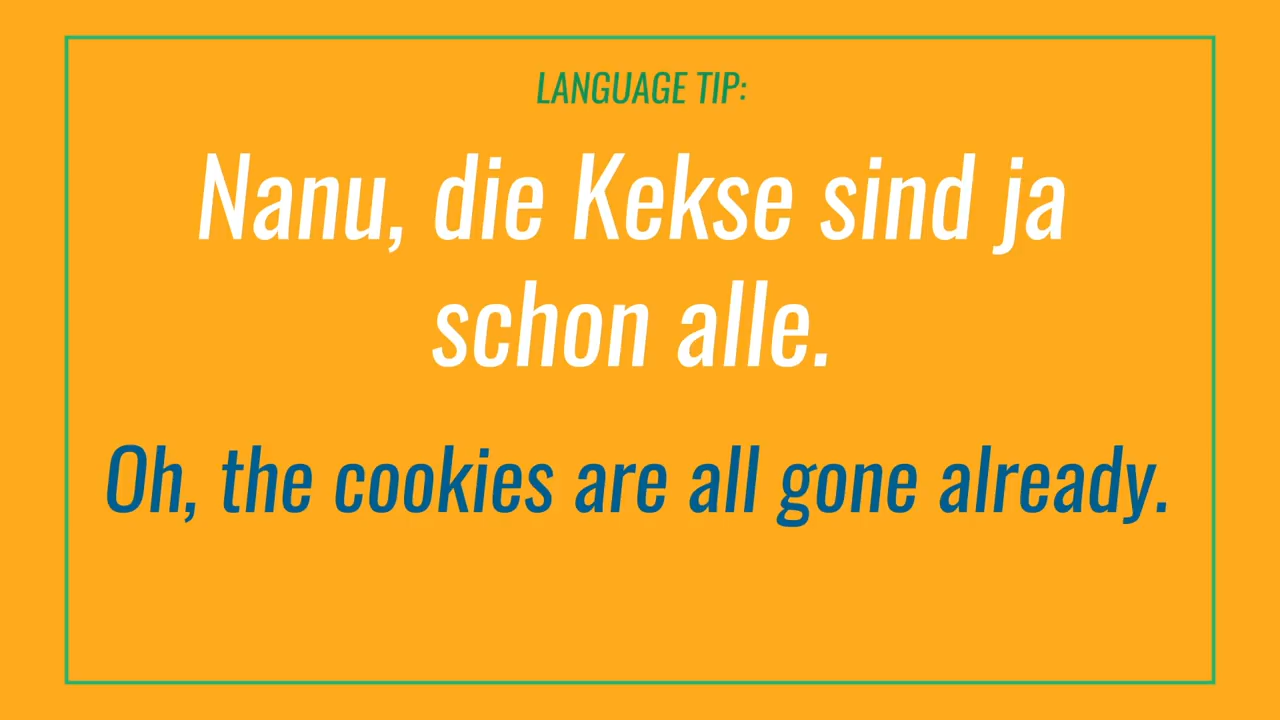 LANGUAGE TIP:
Nanu, die Kekse sind ja
schon alle.
Oh, the cookies are all gone already.